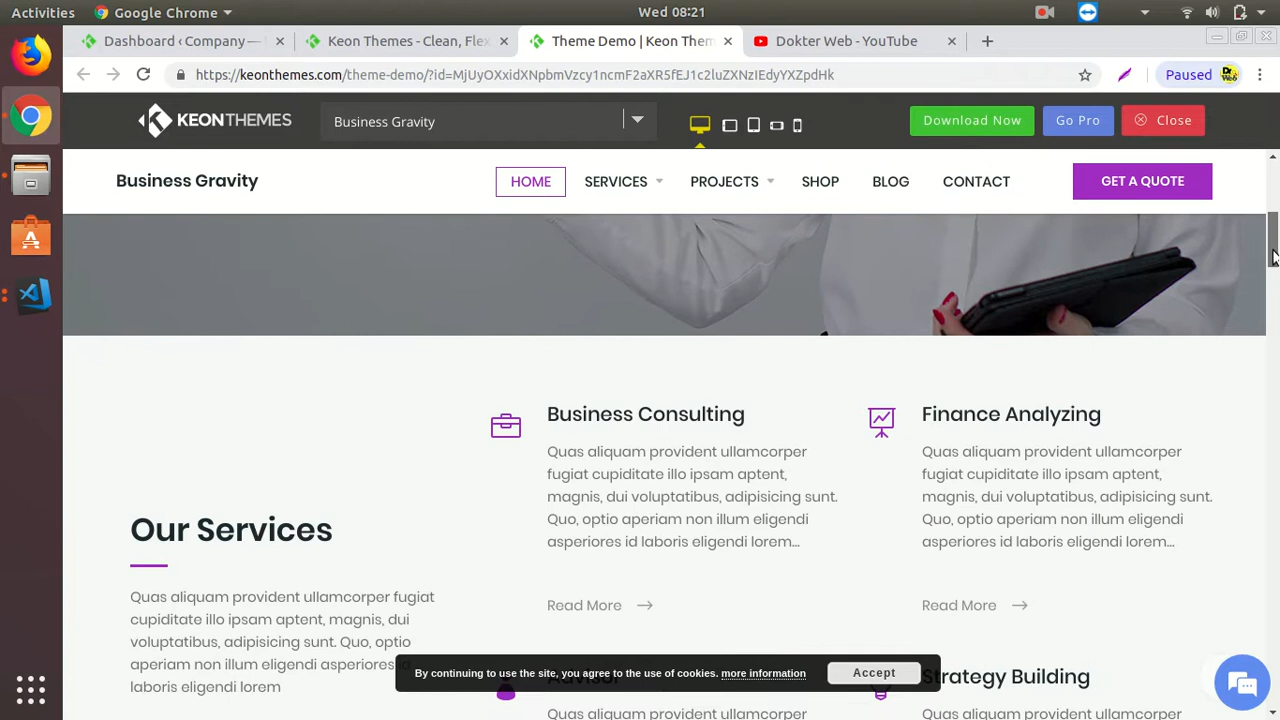 Activities Google Chrome Wed 08:21
Dashboard ‹ Company — Keon Themes - Clean, Flex Theme Demo | Keon Them Dokter Web - YouTube
https://keonthemes.com/theme-demo/?id=MjUyOXxidXNpbmVzcy1ncmF2aXR5fEJ1c2luZXNzIEdyYXZpdHk Paused
KEONTHEMES Business Gravity Download Now Go Pro Close
Business Gravity HOME SERVICES PROJECTS SHOP BLOG CONTACT GET A QUOTE
Business Consulting
Quas aliquam provident ullamcorper
fugiat cupiditate illo ipsam aptent,
magnis, dui voluptatibus, adipisicing sunt.
Quo, optio aperiam non illum eligendi
asperiores id laboris eligendi lorem...
Read More
Finance Analyzing
Quas aliquam provident ullamcorper
fugiat cupiditate illo ipsam aptent,
magnis, dui voluptatibus, adipisicing sunt.
Quo, optio aperiam non illum eligendi
asperiores id laboris eligendi lorem...
Read More
Our Services
Quas aliquam provident ullamcorper fugiat
cupiditate illo ipsam aptent, magnis, dui
voluptatibus, adipisicing sunt. Quo, optio
aperiam non illum eligendi asperiores id
laboris eligendi lorem
By continuing to use the site, you agree to the use of cookies. more information Accept
Advisor
Quas aliquam provident ullamcorper
Strategy Building
Quas aliquam provident ullamcorper